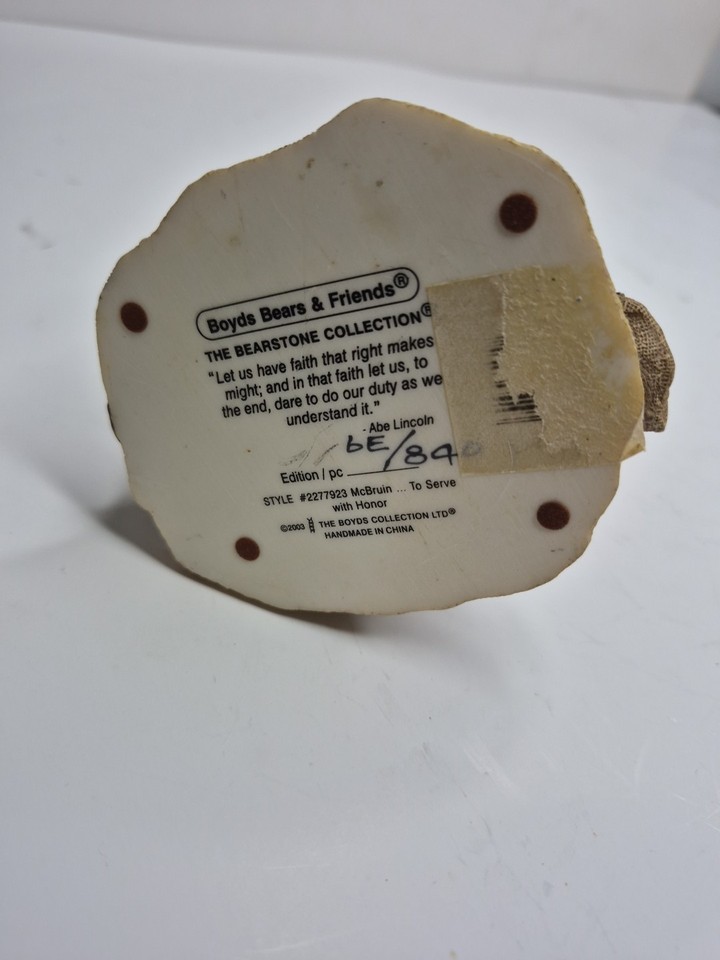 Boyds Bears & Friends®
THE BEARSTONE COLLECTION®
"Let us have faith that right makes
might; and in that faith let us, to
the end, dare to do our duty as we
understand it."
- Abe Lincoln
Edition / pc 6E/840
STYLE #2277923 McBruin ... To Serve
with Honor
©2003 THE BOYDS COLLECTION LTD®
HANDMADE IN CHINA